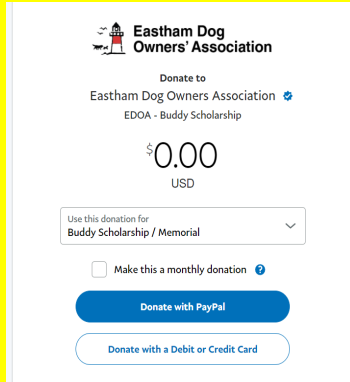 Eastham Dog
Owners' Association
Donate to
Eastham Dog Owners Association
EDOA - Buddy Scholarship
$0.00
USD
Use this donation for
Buddy Scholarship / Memorial
Make this a monthly donation ?
Donate with PayPal
Donate with a Debit or Credit Card